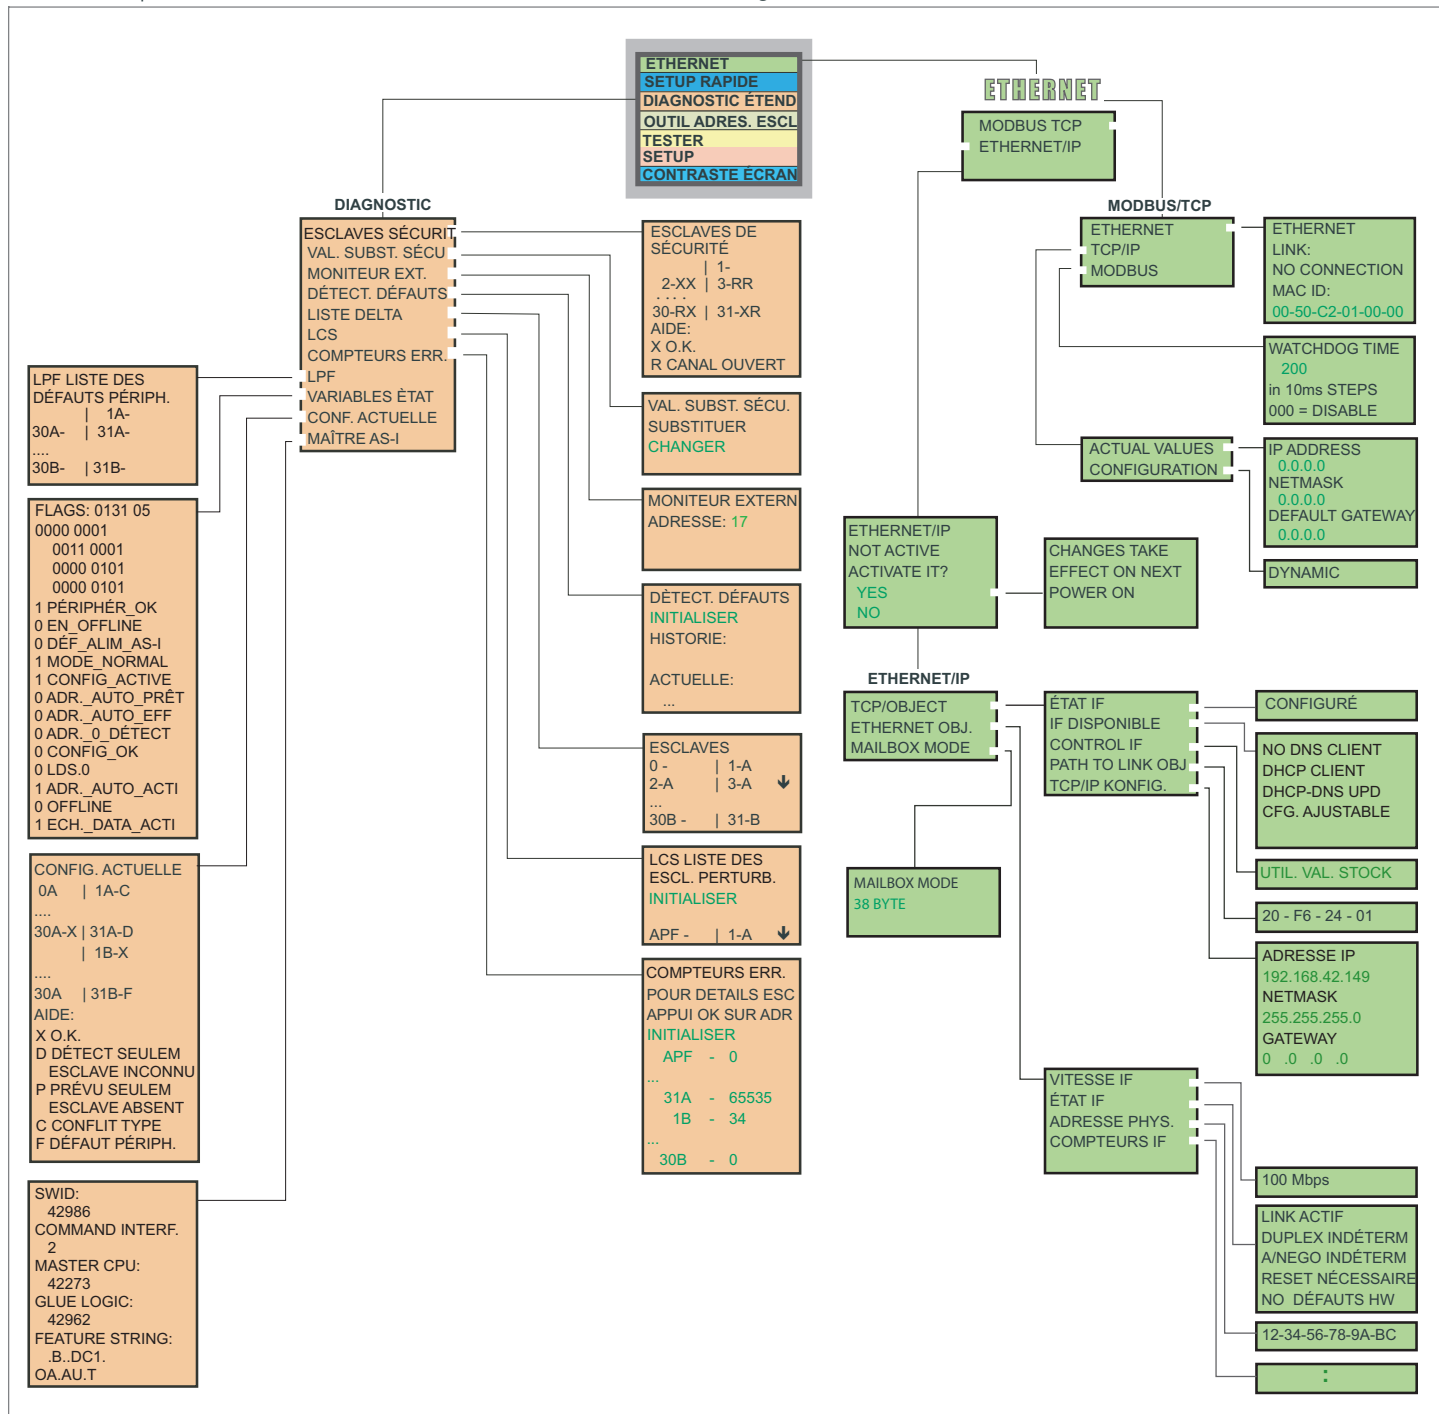 ETHERNET
SETUP RAPIDE
DIAGNOSTIC ÉTEND
OUTIL ADRES. ESCL
TESTER
SETUP
CONTRASTE ÉCRAN
ETHERNET
MODBUS TCP
ETHERNET/IP
DIAGNOSTIC
ESCLAVES SÉCURIT
VAL. SUBST. SÉCU
MONITEUR EXT.
DÉTECT. DÉFAUTS
LISTE DELTA
LCS
COMPTEURS ERR.
LPF
VARIABLES ÈTAT
CONF. ACTUELLE
MAÎTRE AS-I
LPF LISTE DES
DÉFAUTS PÉRIPH.
| 1A-
30A- | 31A-
....
30B- | 31B-
FLAGS: 0131 05
0000 0001
0011 0001
0000 0101
0000 0101
1 PÉRIPHÉR_OK
0 EN_OFFLINE
0 DÉF_ALIM_AS-I
1 MODE_NORMAL
1 CONFIG_ACTIVE
0 ADR._AUTO_PRÊT
0 ADR._AUTO_EFF
0 ADR._0_DÉTECT
0 CONFIG_OK
0 LDS.0
1 ADR._AUTO_ACTI
0 OFFLINE
1 ECH._DATA_ACTI
CONFIG. ACTUELLE
0A | 1A-C
....
30A-X | 31A-D
| 1B-X
....
30A | 31B-F
AIDE:
X O.K.
D DÉTECT SEULEM
ESCLAVE INCONNU
P PRÉVU SEULEM
ESCLAVE ABSENT
C CONFLIT TYPE
F DÉFAUT PÉRIPH.
SWID:
42986
COMMAND INTERF.
2
MASTER CPU:
42273
GLUE LOGIC:
42962
FEATURE STRING:
.B..DC1.
OA.AU.T
ESCLAVES DE
SÉCURITÉ
| 1-
2-XX | 3-RR
. . . .
30-RX | 31-XR
AIDE:
X O.K.
R CANAL OUVERT
VAL. SUBST. SÉCU.
SUBSTITUER
CHANGER
MONITEUR EXTERN
ADRESSE: 17
DÈTECT. DÉFAUTS
INITIALISER
HISTORIE:
ACTUELLE:
...
ESCLAVES
0 - | 1-A
2-A | 3-A 🡻
...
30B - | 31-B
LCS LISTE DES
ESCL. PERTURB.
INITIALISER
APF - | 1-A 🡻
COMPTEURS ERR.
POUR DETAILS ESC
APPUI OK SUR ADR
INITIALISER
APF - 0
...
31A - 65535
1B - 34
...
30B - 0
MODBUS/TCP
ETHERNET
TCP/IP
MODBUS
ETHERNET
LINK:
NO CONNECTION
MAC ID:
00-50-C2-01-00-00
WATCHDOG TIME
200
in 10ms STEPS
000 = DISABLE
ACTUAL VALUES
CONFIGURATION
IP ADDRESS
0.0.0.0
NETMASK
0.0.0.0
DEFAULT GATEWAY
0.0.0.0
DYNAMIC
ETHERNET/IP
NOT ACTIVE
ACTIVATE IT?
YES
NO
CHANGES TAKE
EFFECT ON NEXT
POWER ON
ETHERNET/IP
TCP/OBJECT
ETHERNET OBJ.
MAILBOX MODE
MAILBOX MODE
38 BYTE
ÉTAT IF
IF DISPONIBLE
CONTROL IF
PATH TO LINK OBJ
TCP/IP KONFIG.
CONFIGURÉ
NO DNS CLIENT
DHCP CLIENT
DHCP-DNS UPD
CFG. AJUSTABLE
UTIL. VAL. STOCK
20 - F6 - 24 - 01
ADRESSE IP
192.168.42.149
NETMASK
255.255.255.0
GATEWAY
0 .0 .0 .0
VITESSE IF
ÉTAT IF
ADRESSE PHYS.
COMPTEURS IF
100 Mbps
LINK ACTIF
DUPLEX INDÉTERM
A/NEGO INDÉTERM
RESET NÉCESSAIRE
NO DÉFAUTS HW
12-34-56-78-9A-BC
: